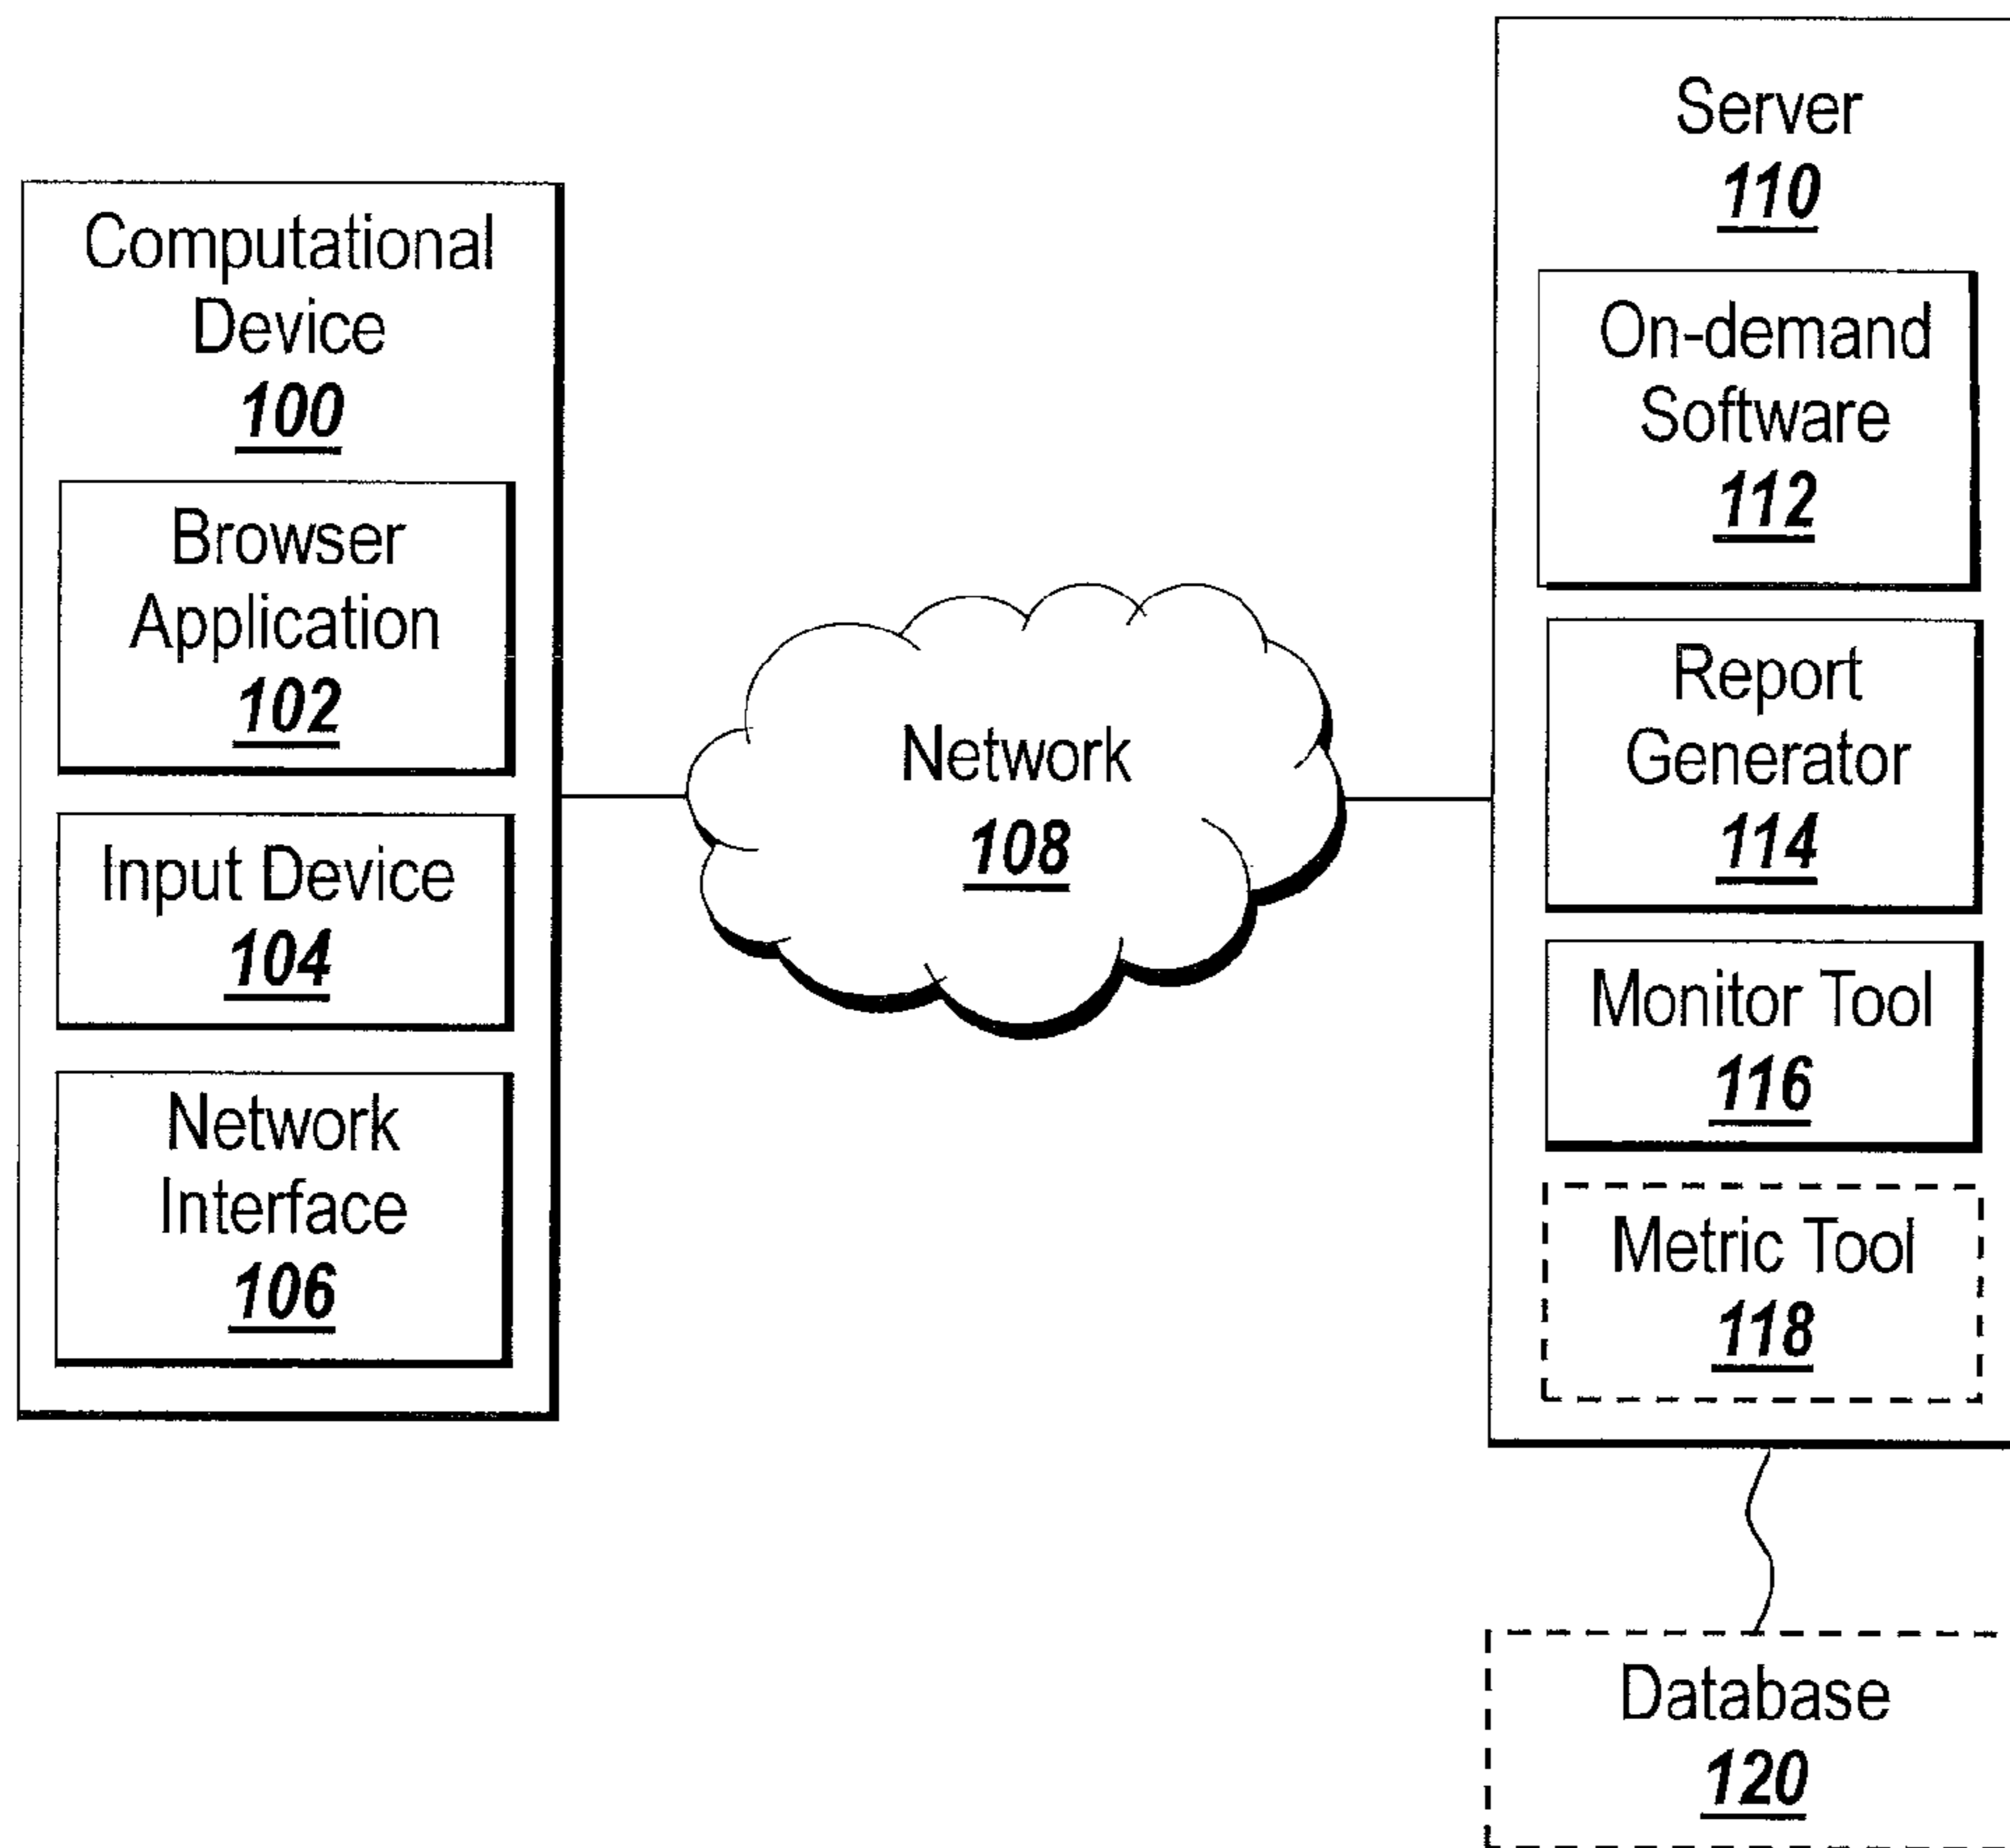 Computational
Device
100
Browser
Application
102
Input Device
104
Network
Interface
106
Network
108
Server
110
On-demand
Software
112
Report
Generator
114
Monitor Tool
116
Metric Tool
118
Database
120